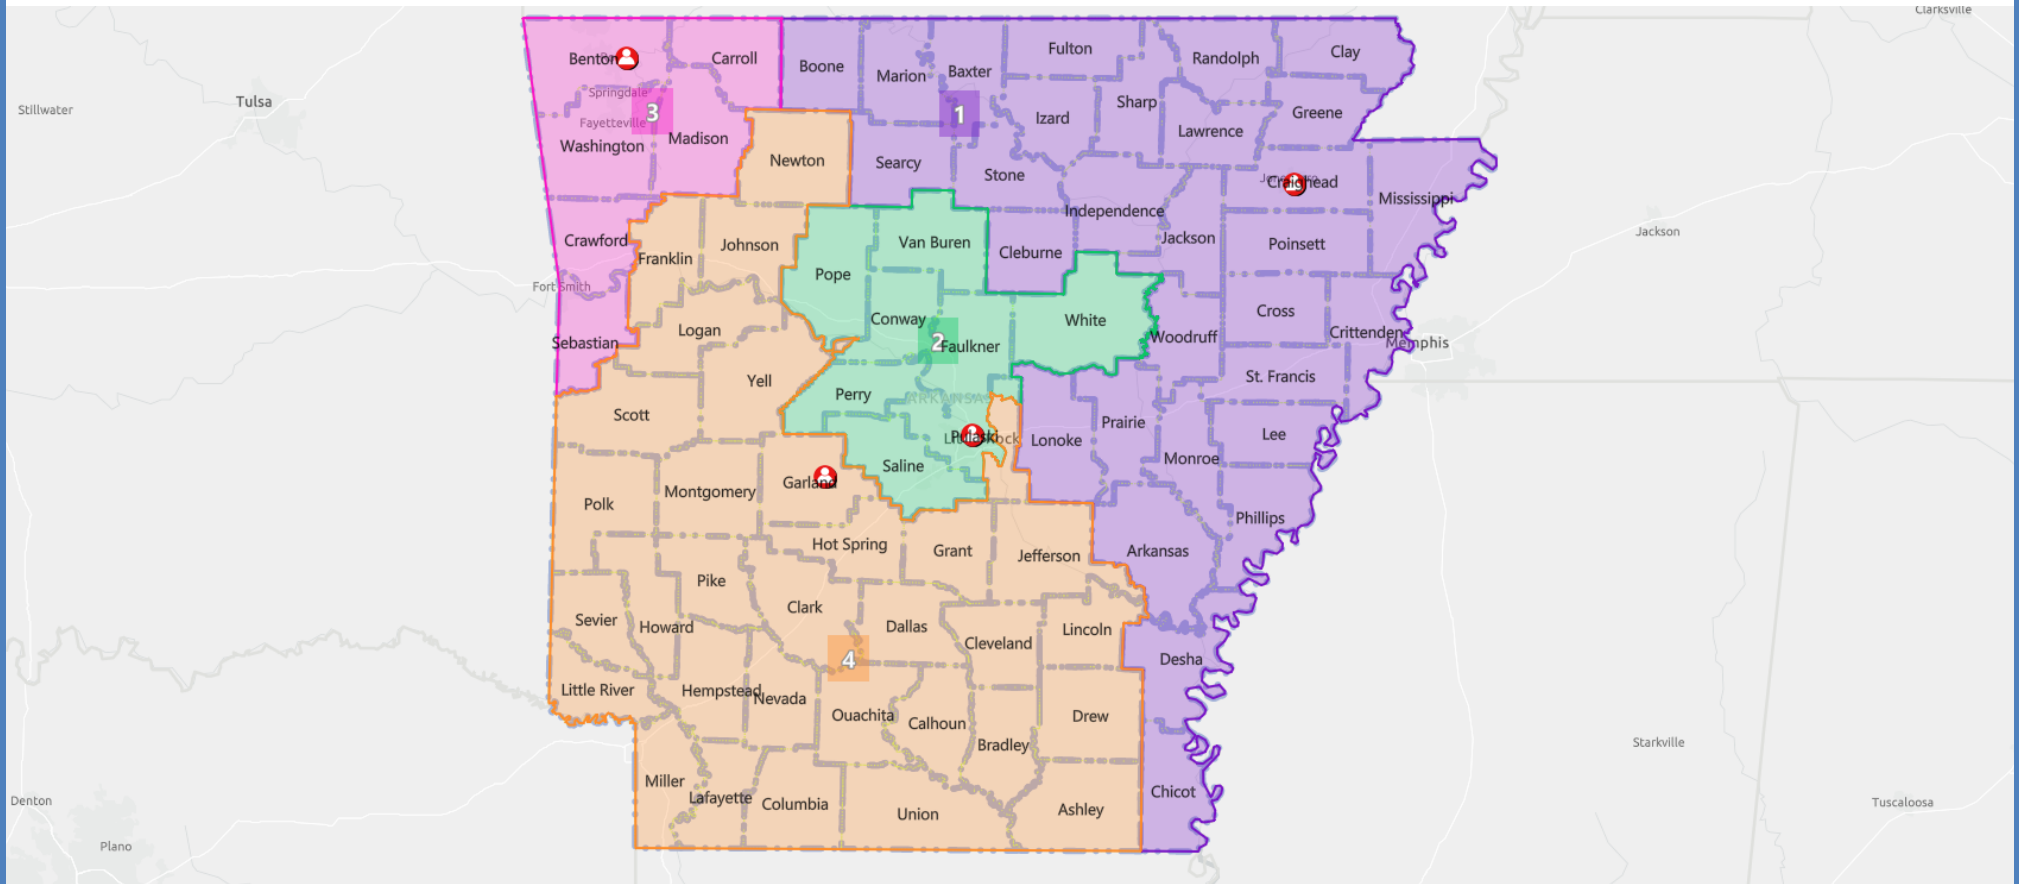 Clarksville
Fulton
Clay
Benton
Carroll
Randolph
Boone
Marion
Baxter
Springdale
Stillwater
Tulsa
Sharp
3
1
Greene
Izard
Fayetteville
Lawrence
Madison
Washington
Newton
Searcy
Stone
Craighead
Mississippi
Independence
Jackson
Crawford
Johnson
Van Buren
Jackson
Poinsett
Cleburne
Franklin
Pope
Fort Smith
Cross
Conway
White
Logan
Crittenden
Woodruff
Sebastian
2
Faulkner
Memphis
St. Francis
Yell
Perry
ARKANSAS
Scott
Prairie
Lee
Pulaski
Little Rock
Lonoke
Monroe
Saline
Garland
Montgomery
Polk
Phillips
Hot Spring
Grant
Jefferson
Arkansas
Pike
Clark
Sevier
Howard
Dallas
Lincoln
Cleveland
4
Desha
Little River
Hempstead
Nevada
Ouachita
Calhoun
Drew
Starkville
Bradley
Miller
Chicot
Lafayette
Columbia
Denton
Tuscaloosa
Union
Ashley
Plano